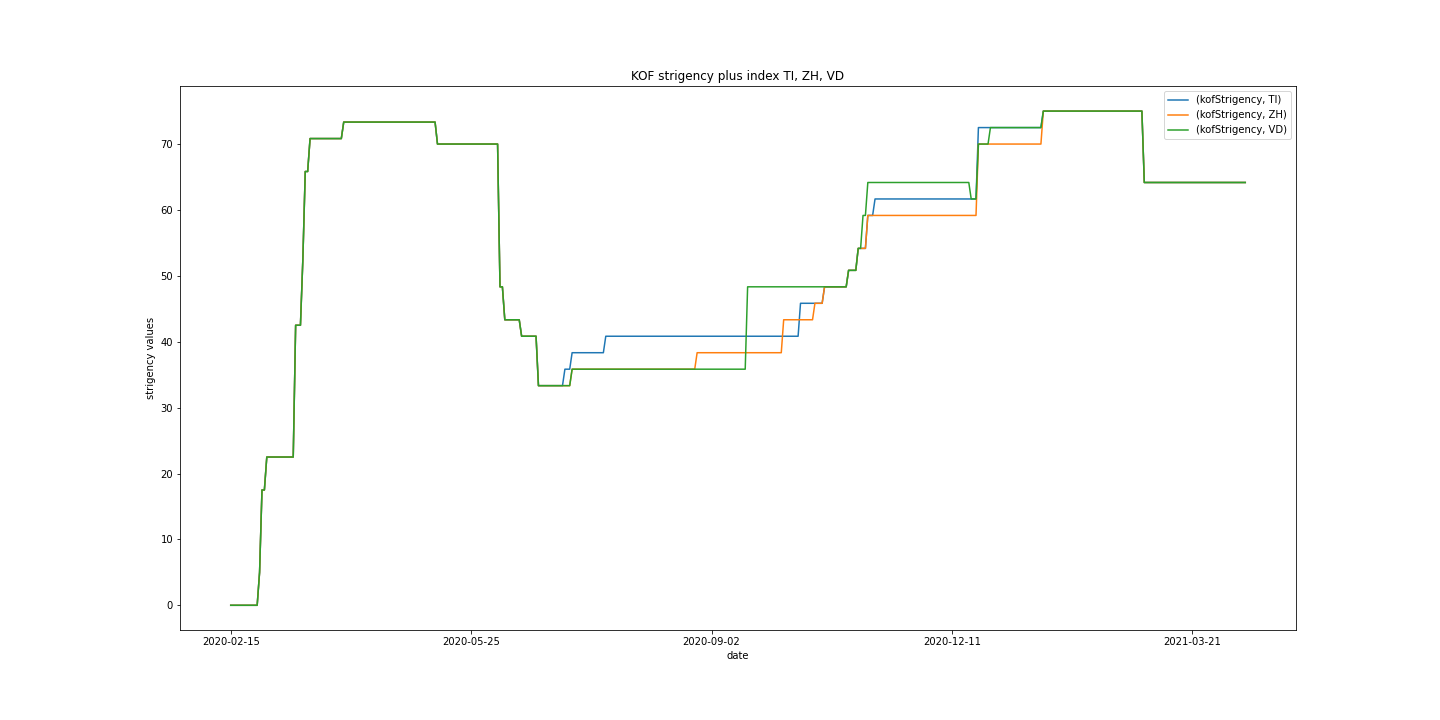 KOF strigency plus index TI, ZH, VD
(kofStrigency, TI)
(kofStrigency, ZH)
(kofStrigency, VD)
strigency values
70
60
50
40
30
20
10
0
2020-02-15
2020-05-25
2020-09-02
2020-12-11
2021-03-21
date